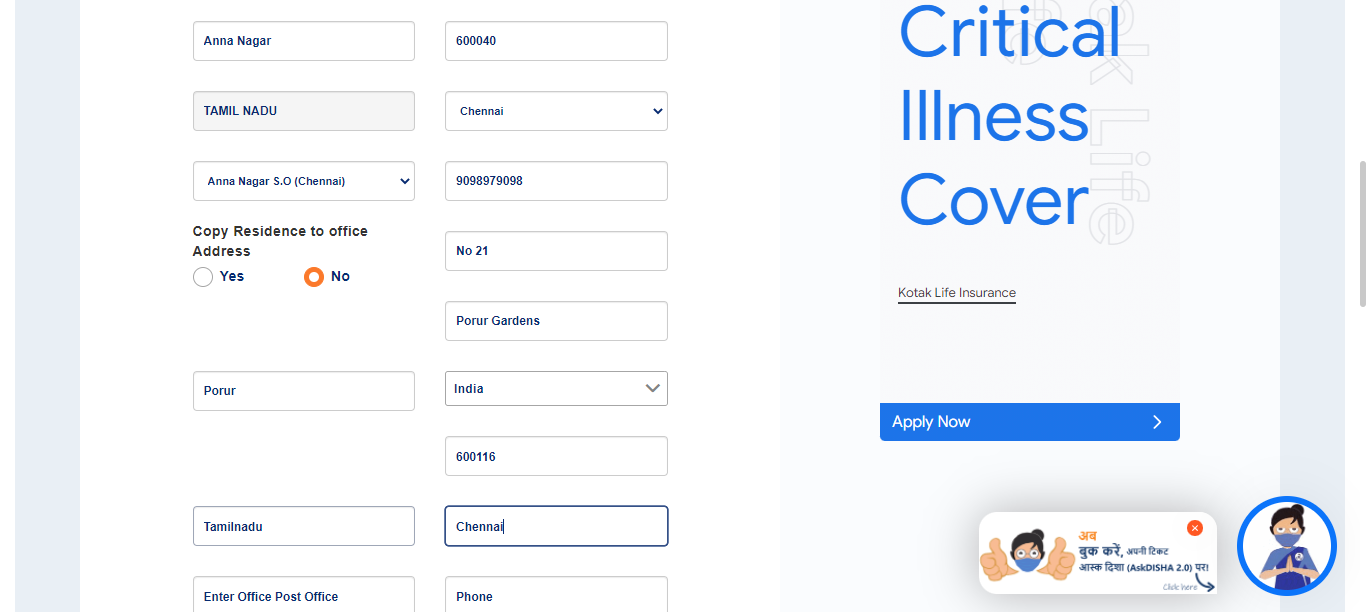 Anna Nagar
600040
TAMIL NADU
Chennai
Anna Nagar S.O (Chennai)
9098979098
Copy Residence to office
Address
Yes
No
No 21
Porur Gardens
Porur
India
600116
Tamilnadu
Chennai
Enter Office Post Office
Phone
Critical
Illness
Cover
Kotak Life Insurance
Apply Now
अब
बुक करें, अपनी टिकट
आस्क दिशा (AskDISHA 2.0) पर!
Click here